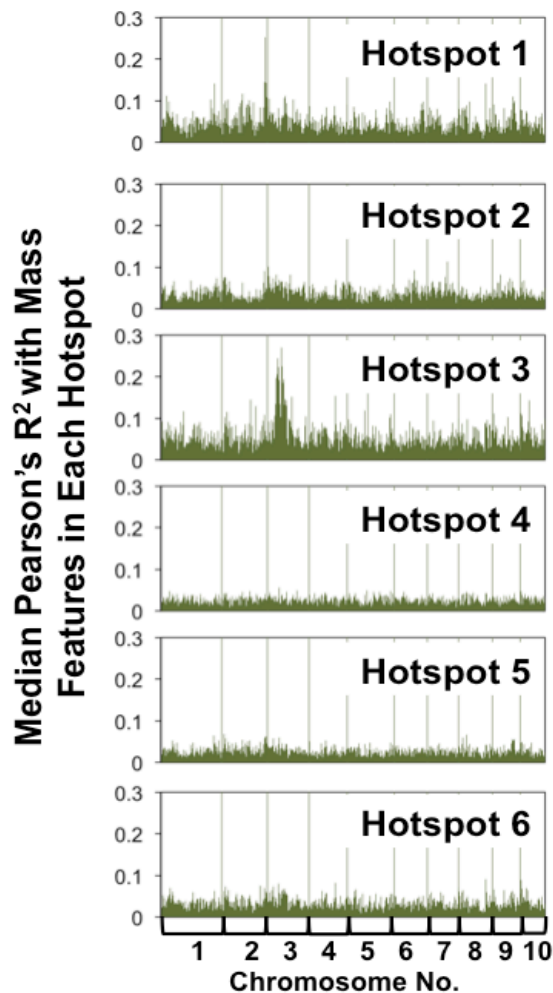 Median Pearson's R² with Mass
Features in Each Hotspot
0.3
Hotspot 1
0.2
0.1
0
0.3
Hotspot 2
0.2
0.1
0
0.3
Hotspot 3
0.2
0.1
0
0.3
Hotspot 4
0.2
0.1
0
0.3
Hotspot 5
0.2
0.1
0
0.3
Hotspot 6
0.2
0.1
0
1 2 3 4 5 6 7 8 9 10
Chromosome No.